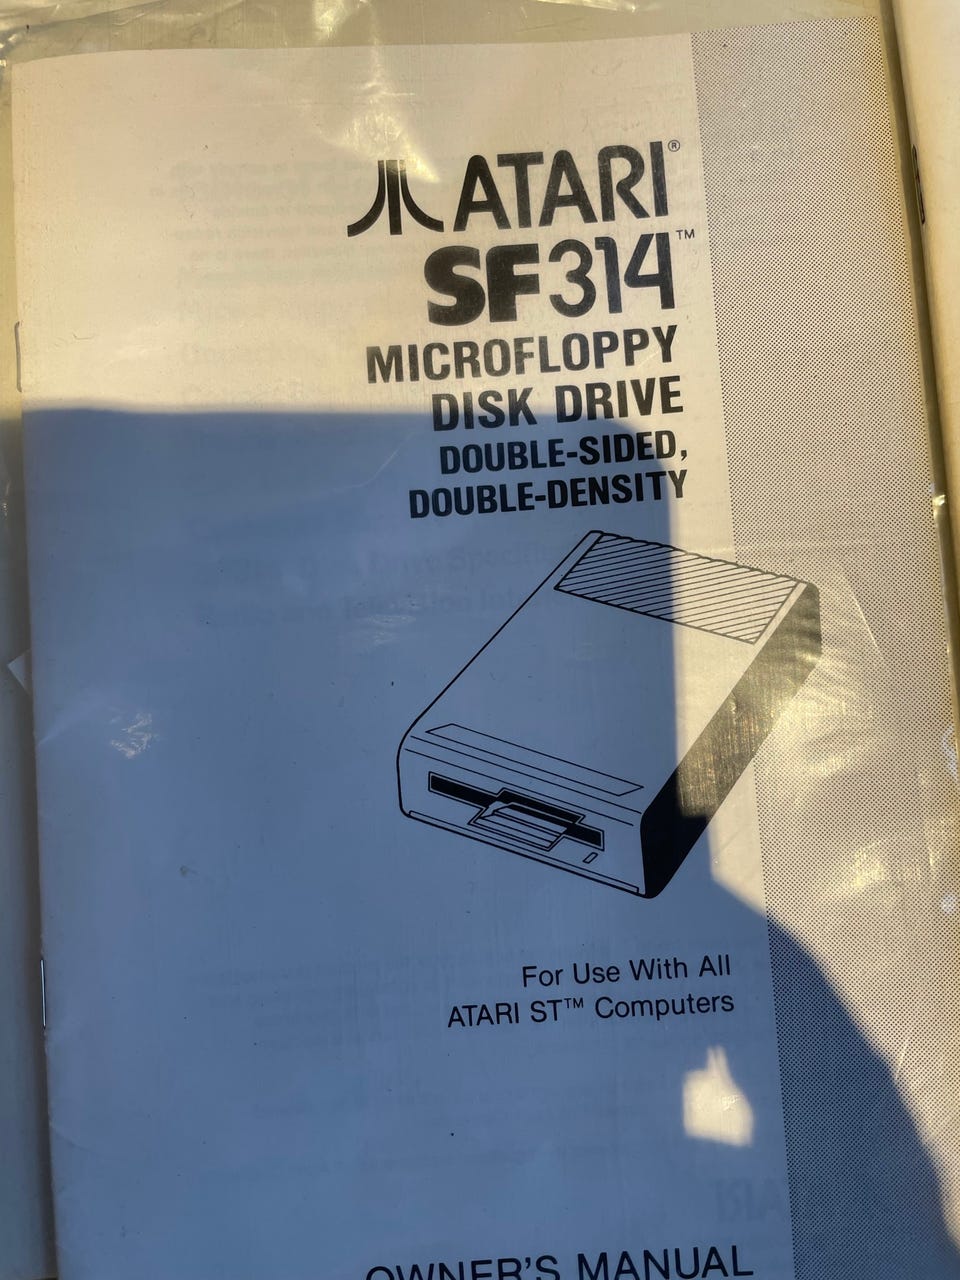 ATARI®
SF314™
MICROFLOPPY
DISK DRIVE
DOUBLE-SIDED,
DOUBLE-DENSITY
For Use With All
ATARI ST™ Computers
OWNER'S MANUAL